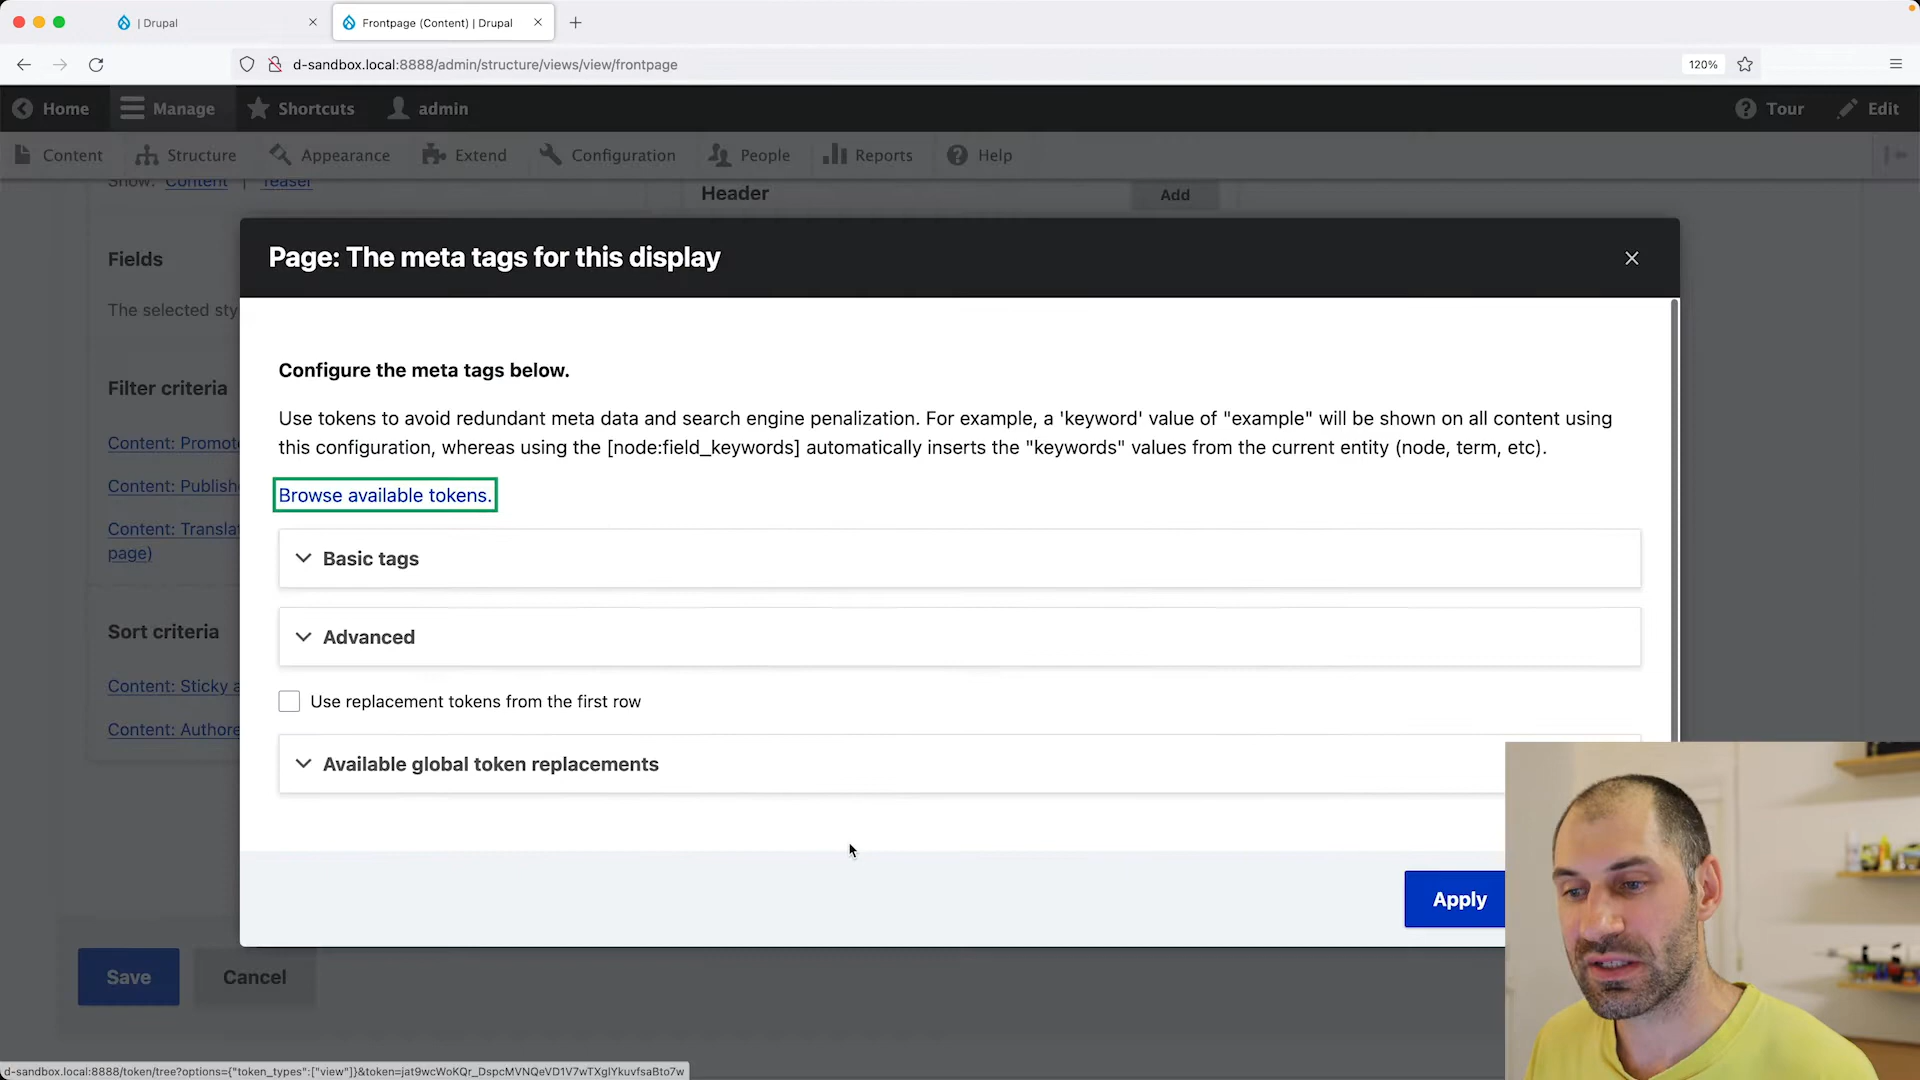 | Drupal
Frontpage (Content) | Drupal
d-sandbox.local:8888/admin/structure/views/view/frontpage
120%
Home
Manage
Shortcuts
admin
Tour
Edit
Content
Structure
Appearance
Extend
Configuration
People
Reports
Help
Show: Content | Teaser
Header
Add
Page: The meta tags for this display
Fields
The selected sty
Filter criteria
Content: Promot
Content: Publish
Content: Transla
page)
Sort criteria
Content: Sticky a
Content: Authore
Configure the meta tags below.
Use tokens to avoid redundant meta data and search engine penalization. For example, a 'keyword' value of "example" will be shown on all content using
this configuration, whereas using the [node:field_keywords] automatically inserts the "keywords" values from the current entity (node, term, etc).
Browse available tokens.
Basic tags
Advanced
Use replacement tokens from the first row
Available global token replacements
Apply
Save
Cancel
d-sandbox.local:8888/token/tree?options={"token_types":["view"]}&token=jat9wcWoKQr_DspcMVNQeVD1V7wTXglYkuvfsaBto7w